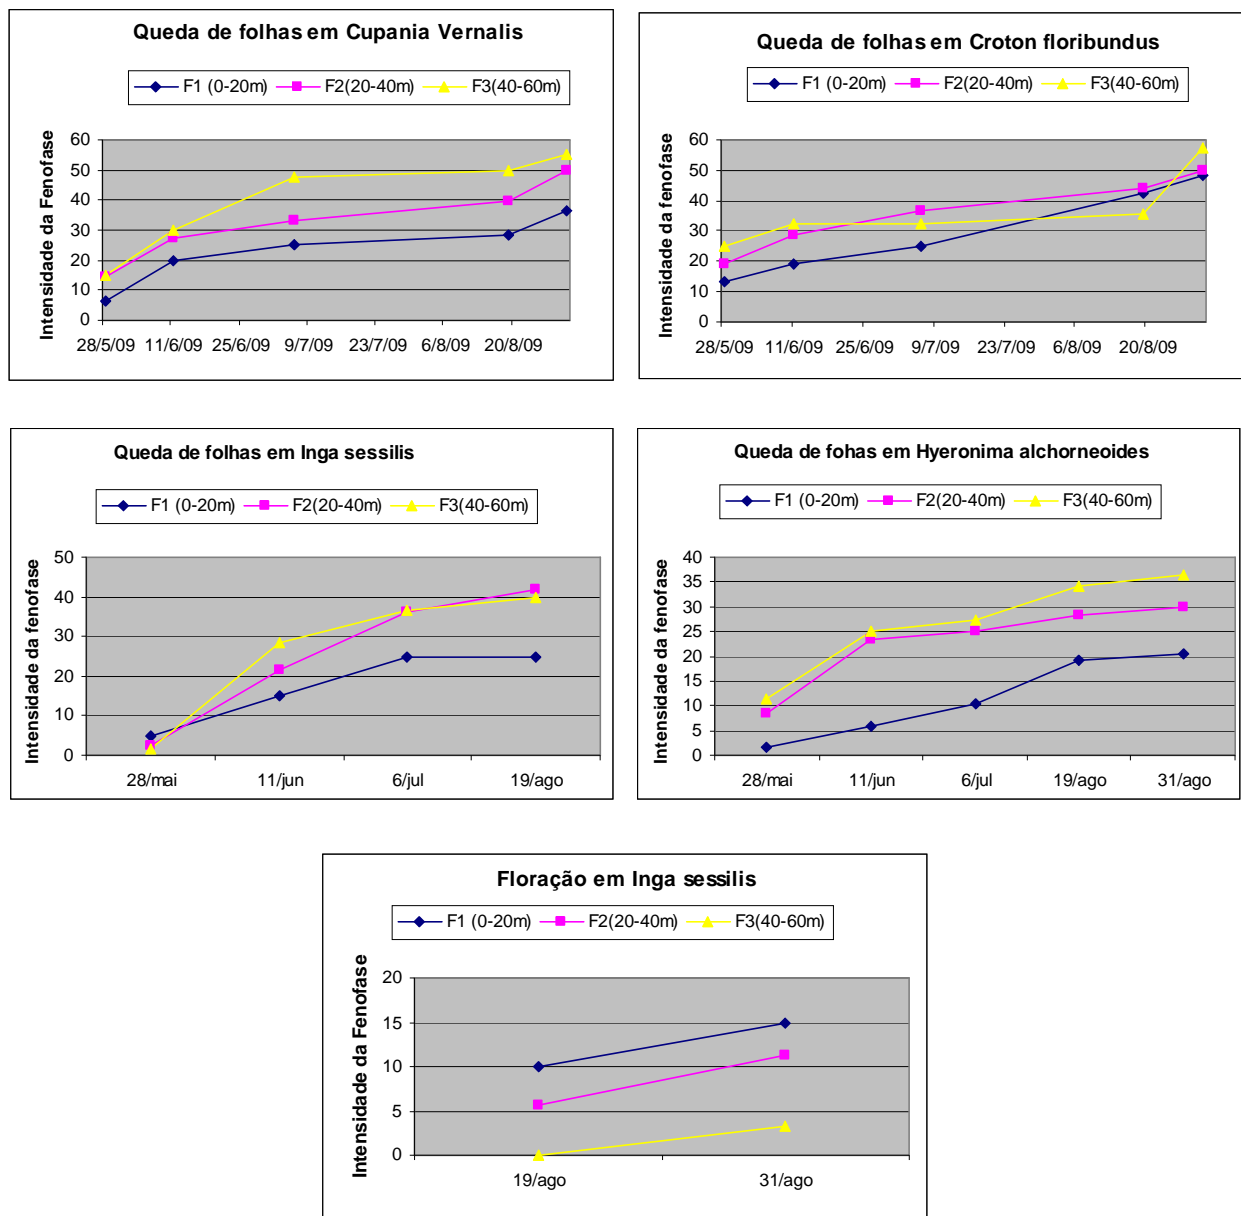 Queda de folhas em Cupania Vernalis
F1 (0-20m) F2(20-40m) F3(40-60m)
Intensidade da Fenofase
60
50
40
30
20
10
0
28/5/09 11/6/09 25/6/09 9/7/09 23/7/09 6/8/09 20/8/09
Queda de folhas em Croton floribundus
F1 (0-20m) F2(20-40m) F3(40-60m)
Intensidade da Fenofase
60
50
40
30
20
10
0
28/5/09 11/6/09 25/6/09 9/7/09 23/7/09 6/8/09 20/8/09
Queda de folhas em Inga sessilis
F1 (0-20m) F2(20-40m) F3(40-60m)
Intensidade da fenofase
50
40
30
20
10
0
28/mai 11/jun 6/jul 19/ago
Queda de fohas em Hyeronima alchorneoides
F1 (0-20m) F2(20-40m) F3(40-60m)
Intensidade da fenofase
40
35
30
25
20
15
10
5
0
28/mai 11/jun 6/jul 19/ago 31/ago
Floração em Inga sessilis
F1 (0-20m) F2(20-40m) F3(40-60m)
Intensidade da Fenofase
20
15
10
5
0
19/ago 31/ago